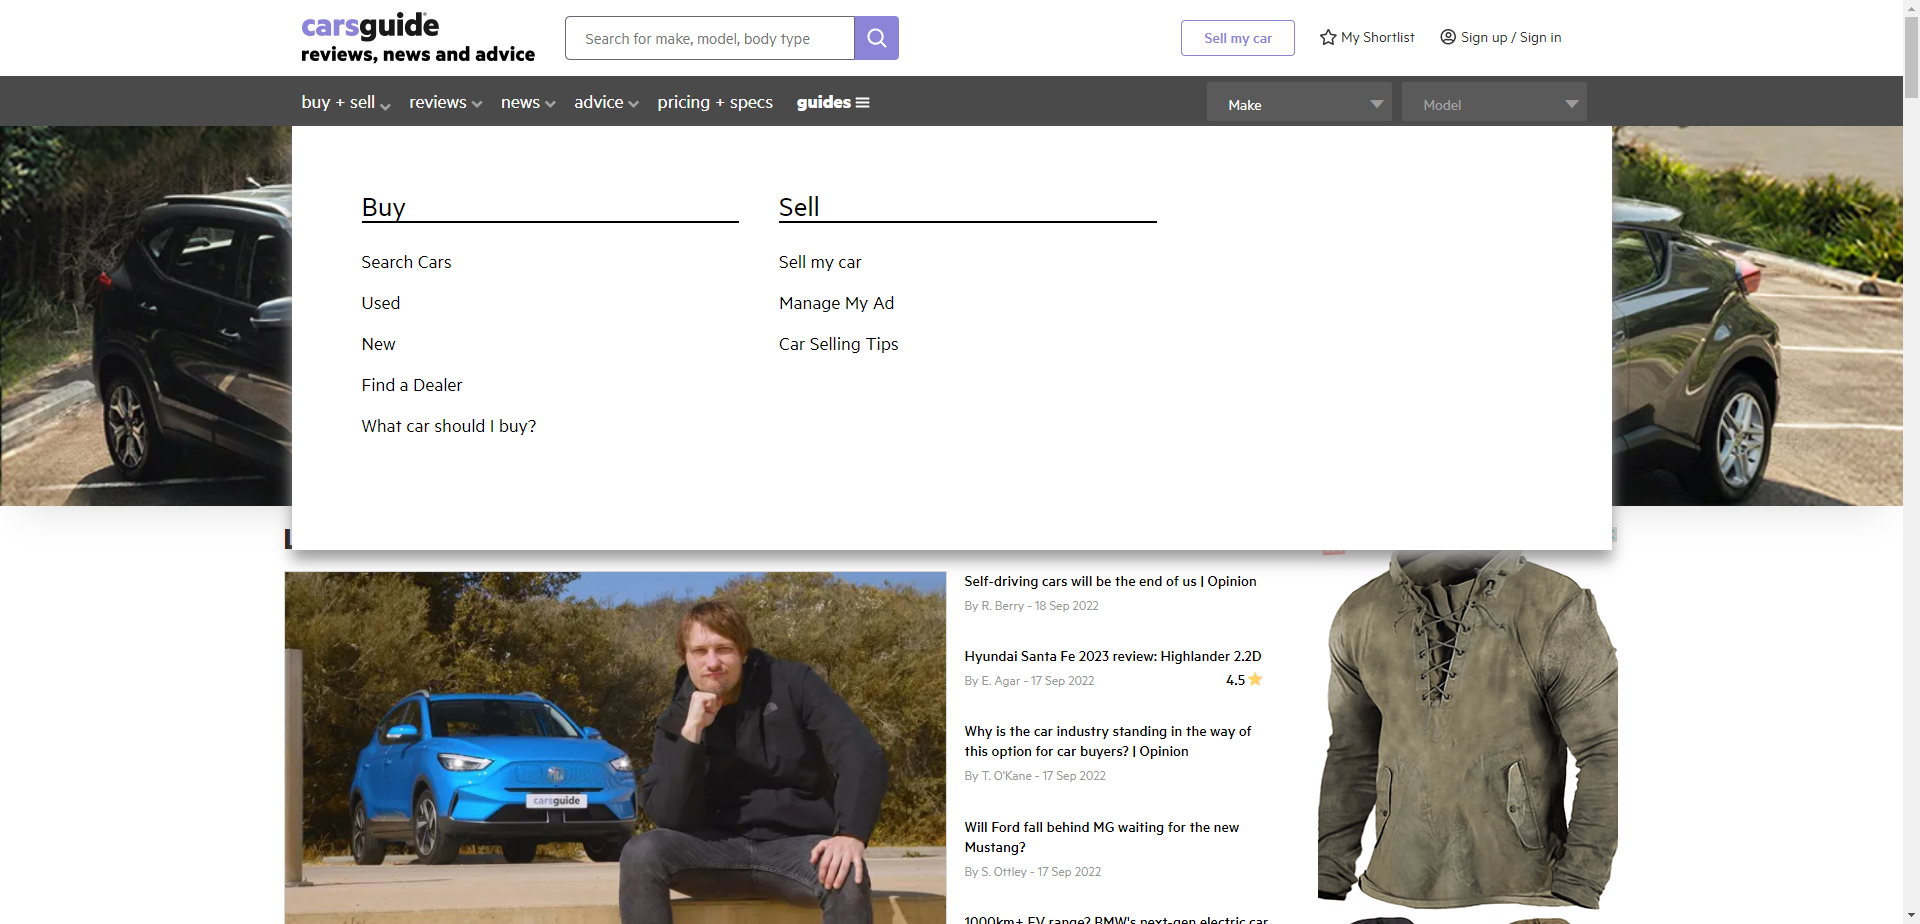 carsguide
reviews, news and advice
Search for make, model, body type
Sell my car
My Shortlist
Sign up / Sign in
buy + sell
reviews
news
advice
pricing + specs
guides
Make
Model
Buy
Search Cars
Used
New
Find a Dealer
What car should I buy?
Sell
Sell my car
Manage My Ad
Car Selling Tips
carsguide
Self-driving cars will be the end of us | Opinion
By R. Berry - 18 Sep 2022
Hyundai Santa Fe 2023 review: Highlander 2.2D
By E. Agar - 17 Sep 2022
4.5
Why is the car industry standing in the way of
this option for car buyers? | Opinion
By T. O'Kane - 17 Sep 2022
Will Ford fall behind MG waiting for the new
Mustang?
By S. Ottley - 17 Sep 2022
1000km+ EV range? BMW's next-gen electric car